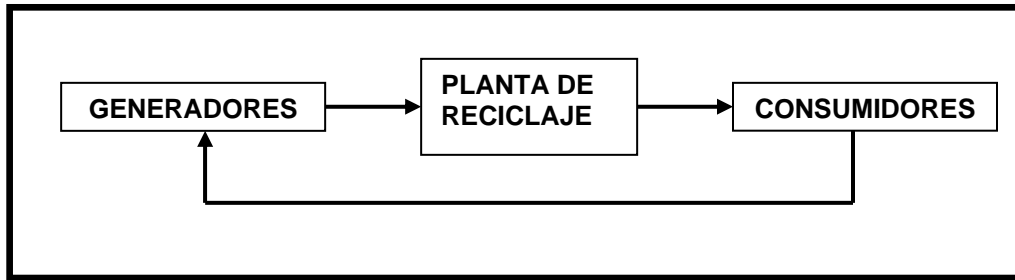 GENERADORES
PLANTA DE
RECICLAJE
CONSUMIDORES